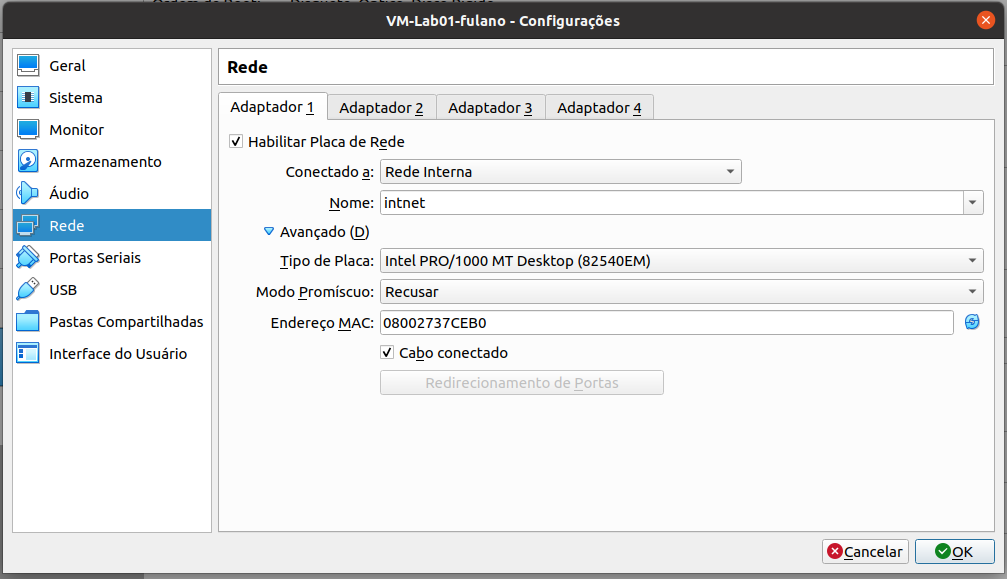 VM-Lab01-fulano - Configurações
Geral
Sistema
Monitor
Armazenamento
Áudio
Rede
Portas Seriais
USB
Pastas Compartilhadas
Interface do Usuário
Rede
Adaptador 1 Adaptador 2 Adaptador 3 Adaptador 4
Habilitar Placa de Rede
Conectado a: Rede Interna
Nome: intnet
Avançado (D)
Tipo de Placa: Intel PRO/1000 MT Desktop (82540EM)
Modo Promíscuo: Recusar
Endereço MAC: 08002737CEB0
Cabo conectado
Redirecionamento de Portas
Cancelar OK